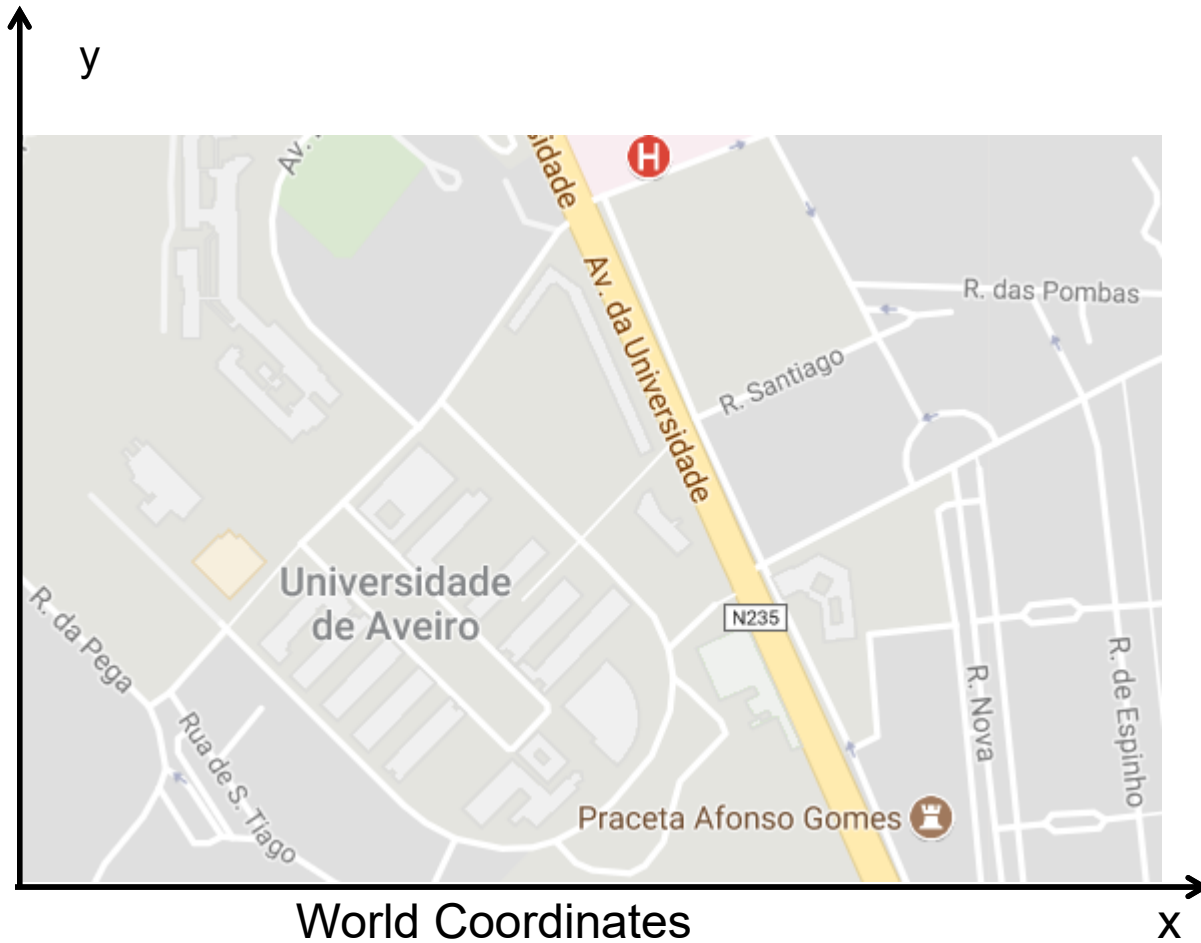 y
Av.
sidade
H
Av. da Universidade
R. das Pombas
R. Santiago
Universidade
de Aveiro
N235
R. da Pega
Rua de S. Tiago
R. Nova
R. de Espinho
Praceta Afonso Gomes
World Coordinates
x